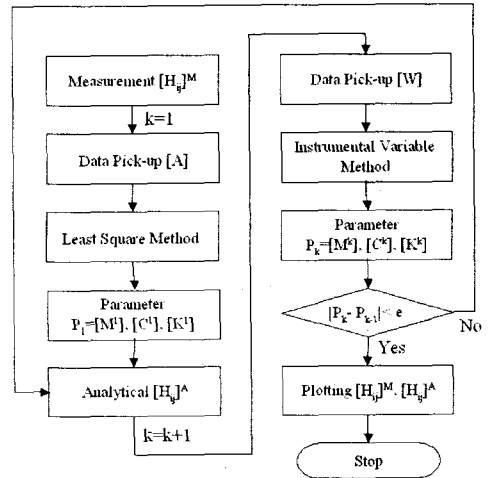 Measurement [H_ij]^M
k=1
Data Pick-up [A]
Least Square Method
Parameter
P_1=[M^1], [C^1], [K^1]
Analytical [H_ij]^A
k=k+1
Data Pick-up [W]
Instrumental Variable
Method
Parameter
P_k=[M^k], [C^k], [K^k]
|P_k- P_k-1|< e
No
Yes
Plotting [H_ij]^M, [H_ij]^A
Stop